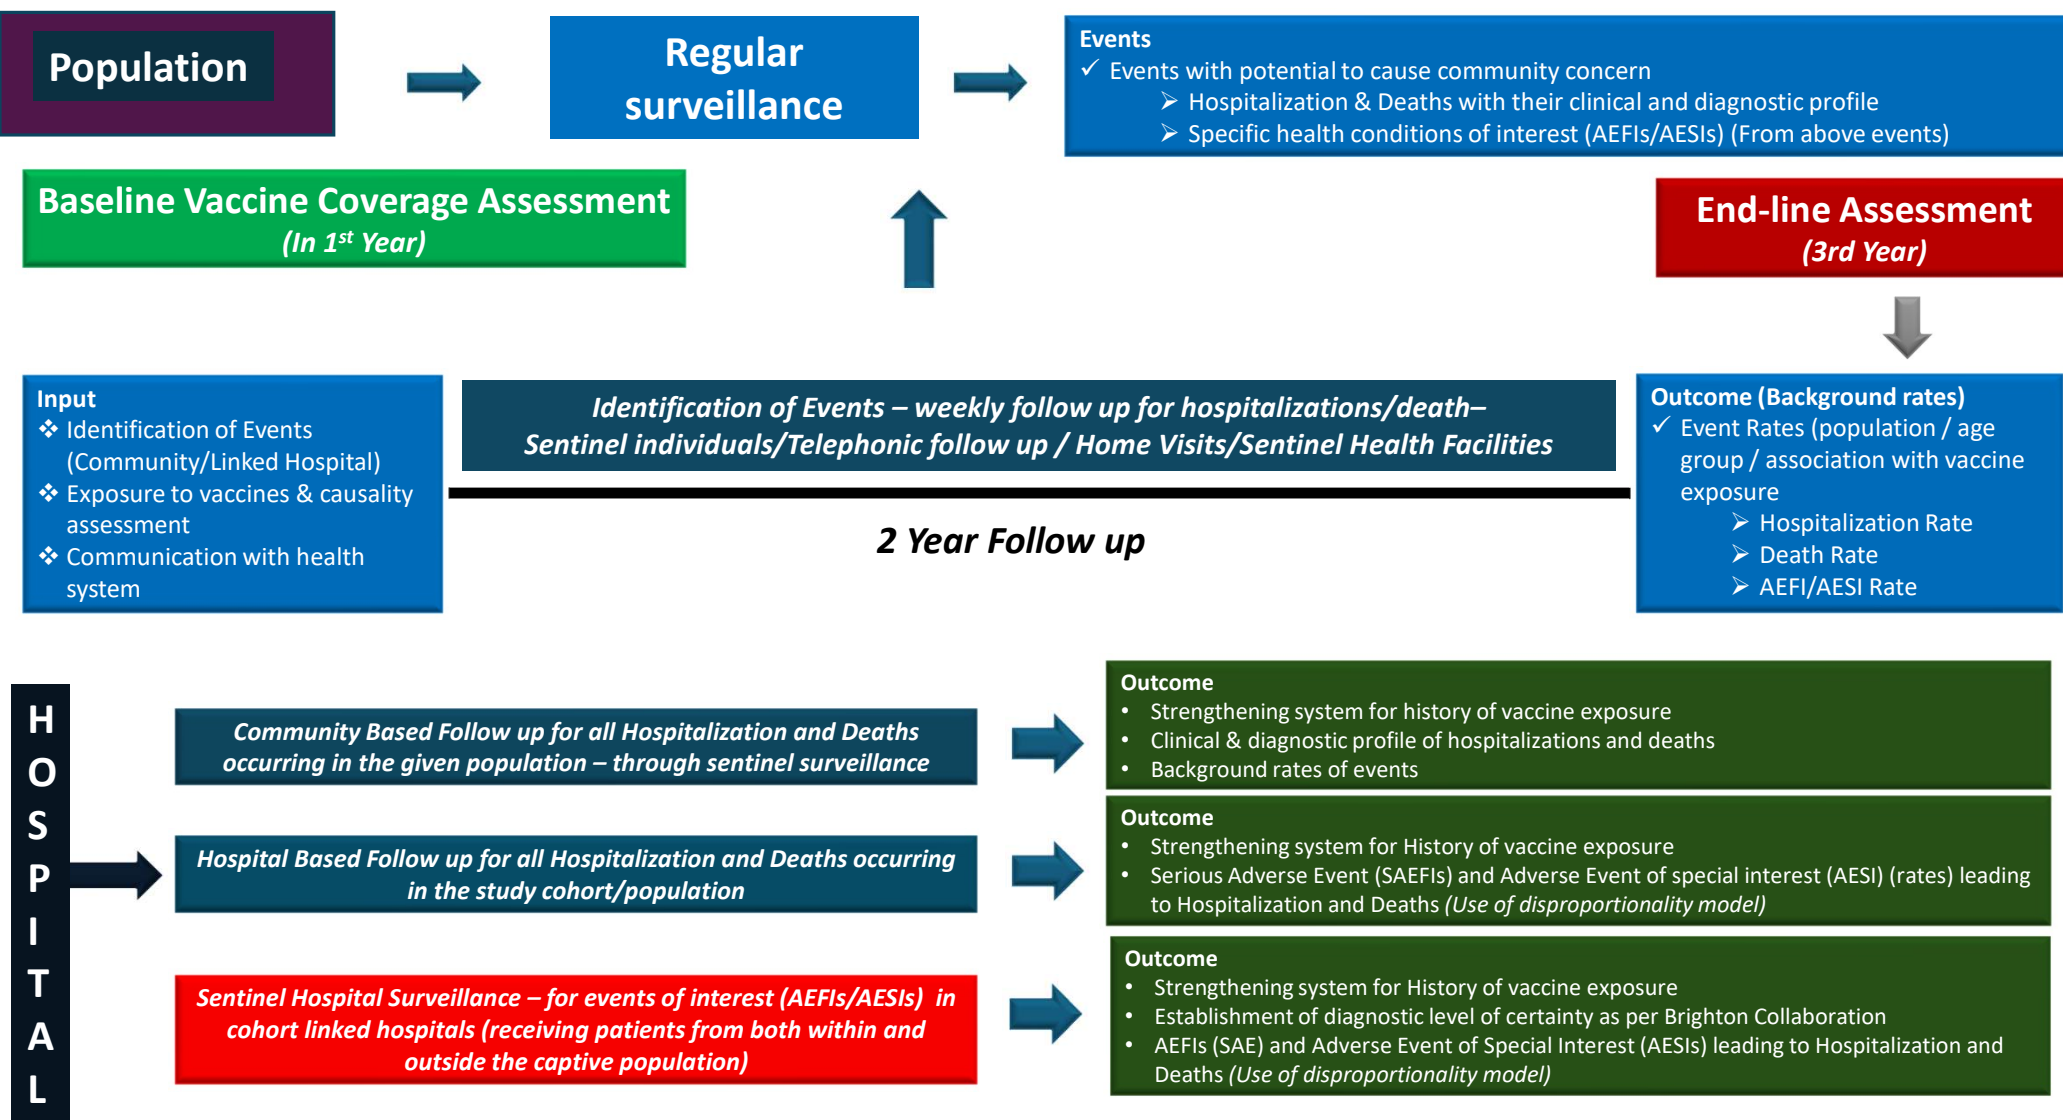 Population
Regular
surveillance
Events
✓ Events with potential to cause community concern
➢ Hospitalization & Deaths with their clinical and diagnostic profile
➢ Specific health conditions of interest (AEFIs/AESIs) (From above events)
Baseline Vaccine Coverage Assessment
(In 1st Year)
End-line Assessment
(3rd Year)
Input
❖ Identification of Events
(Community/Linked Hospital)
❖ Exposure to vaccines & causality
assessment
❖ Communication with health
system
Identification of Events – weekly follow up for hospitalizations/death–
Sentinel individuals/Telephonic follow up / Home Visits/Sentinel Health Facilities
2 Year Follow up
Outcome (Background rates)
✓ Event Rates (population / age
group / association with vaccine
exposure
➢ Hospitalization Rate
➢ Death Rate
➢ AEFI/AESI Rate
H
O
S
P
I
T
A
L
Community Based Follow up for all Hospitalization and Deaths
occurring in the given population – through sentinel surveillance
Outcome
• Strengthening system for history of vaccine exposure
• Clinical & diagnostic profile of hospitalizations and deaths
• Background rates of events
Hospital Based Follow up for all Hospitalization and Deaths occurring
in the study cohort/population
Outcome
• Strengthening system for History of vaccine exposure
• Serious Adverse Event (SAEFIs) and Adverse Event of special interest (AESI) (rates) leading
to Hospitalization and Deaths (Use of disproportionality model)
Sentinel Hospital Surveillance – for events of interest (AEFIs/AESIs) in
cohort linked hospitals (receiving patients from both within and
outside the captive population)
Outcome
• Strengthening system for History of vaccine exposure
• Establishment of diagnostic level of certainty as per Brighton Collaboration
• AEFIs (SAE) and Adverse Event of Special Interest (AESIs) leading to Hospitalization and
Deaths (Use of disproportionality model)